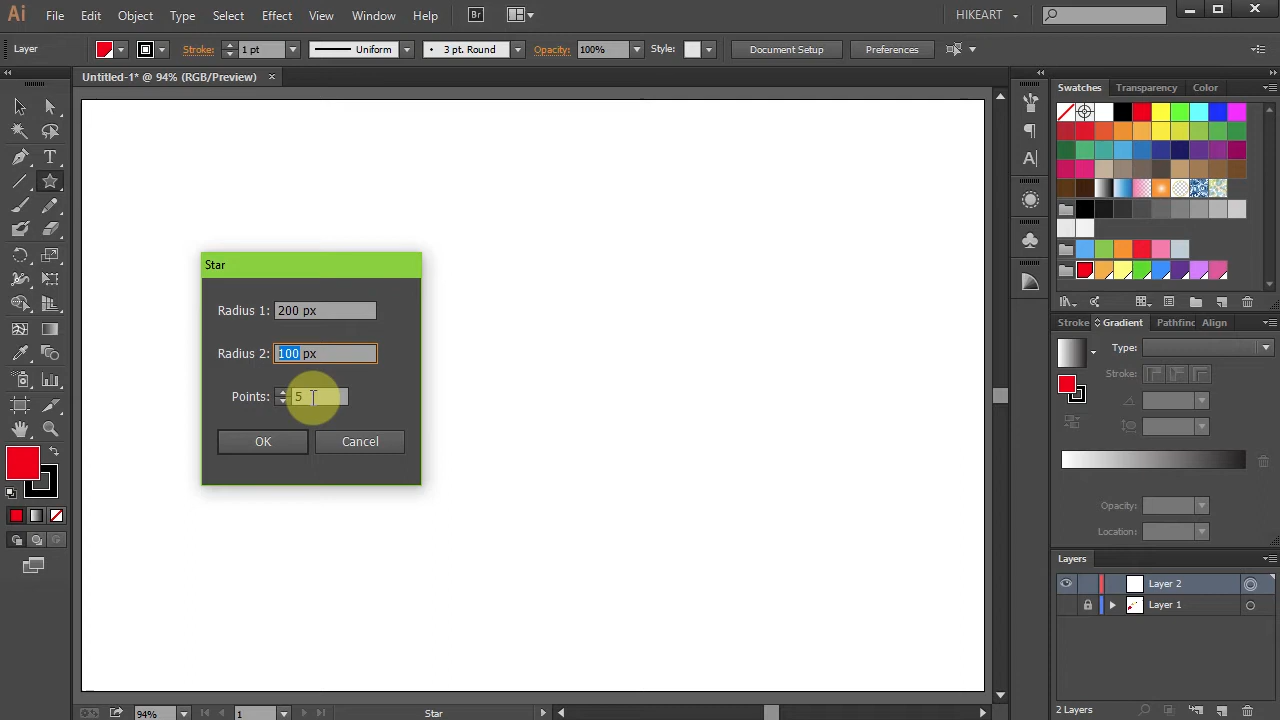 Ai File Edit Object Type Select Effect View Window Help Br HIKEART
Layer Stroke: 1 pt Uniform 3 pt. Round Opacity: 100% Style: Document Setup Preferences
Untitled-1* @ 94% (RGB/Preview)
Swatches Transparency Color
Star
Radius 1: 200 px
Radius 2: 100 px
Points: 5
OK Cancel
Stroke Gradient Pathfinc Align
Type:
Stroke:
Opacity:
Location:
Layers
Layer 2
Layer 1
2 Layers
94% 1 Star